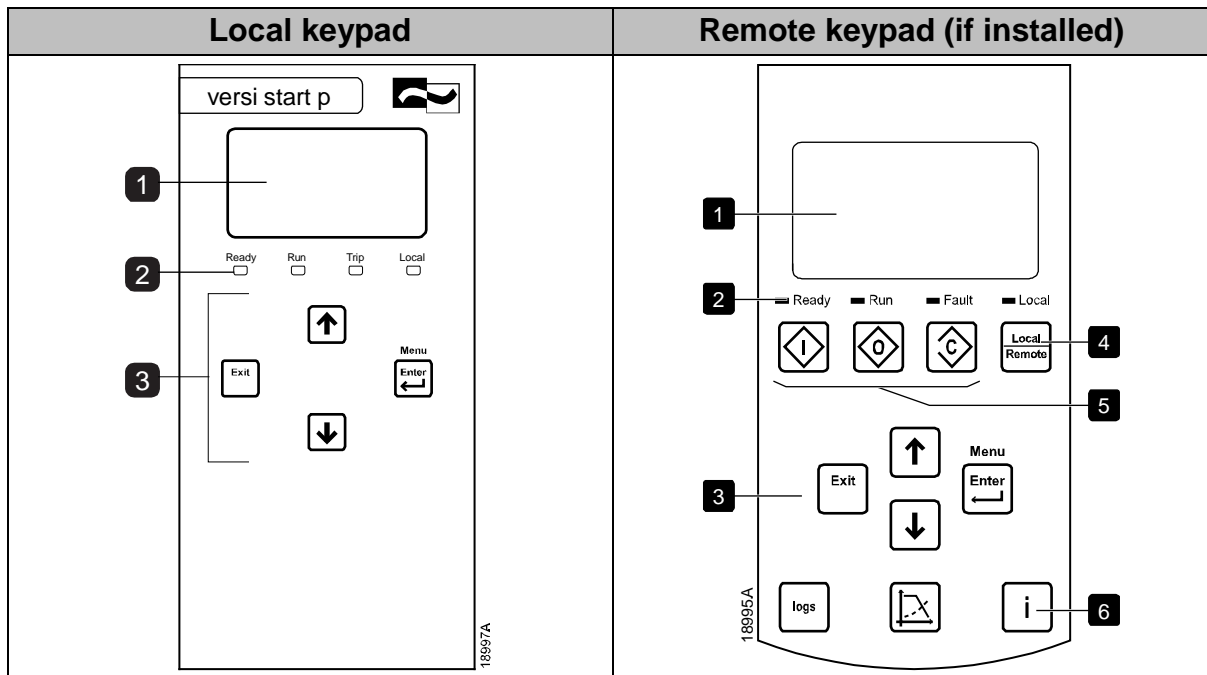 Local keypad
Remote keypad (if installed)
versi start p
1
2
Ready Run Trip Local
3
Exit
Menu
Enter
18997A
1
2
Ready Run Fault Local
I O C
Local
Remote
4
5
3
Exit
Menu
Enter
logs
i
6
18995A